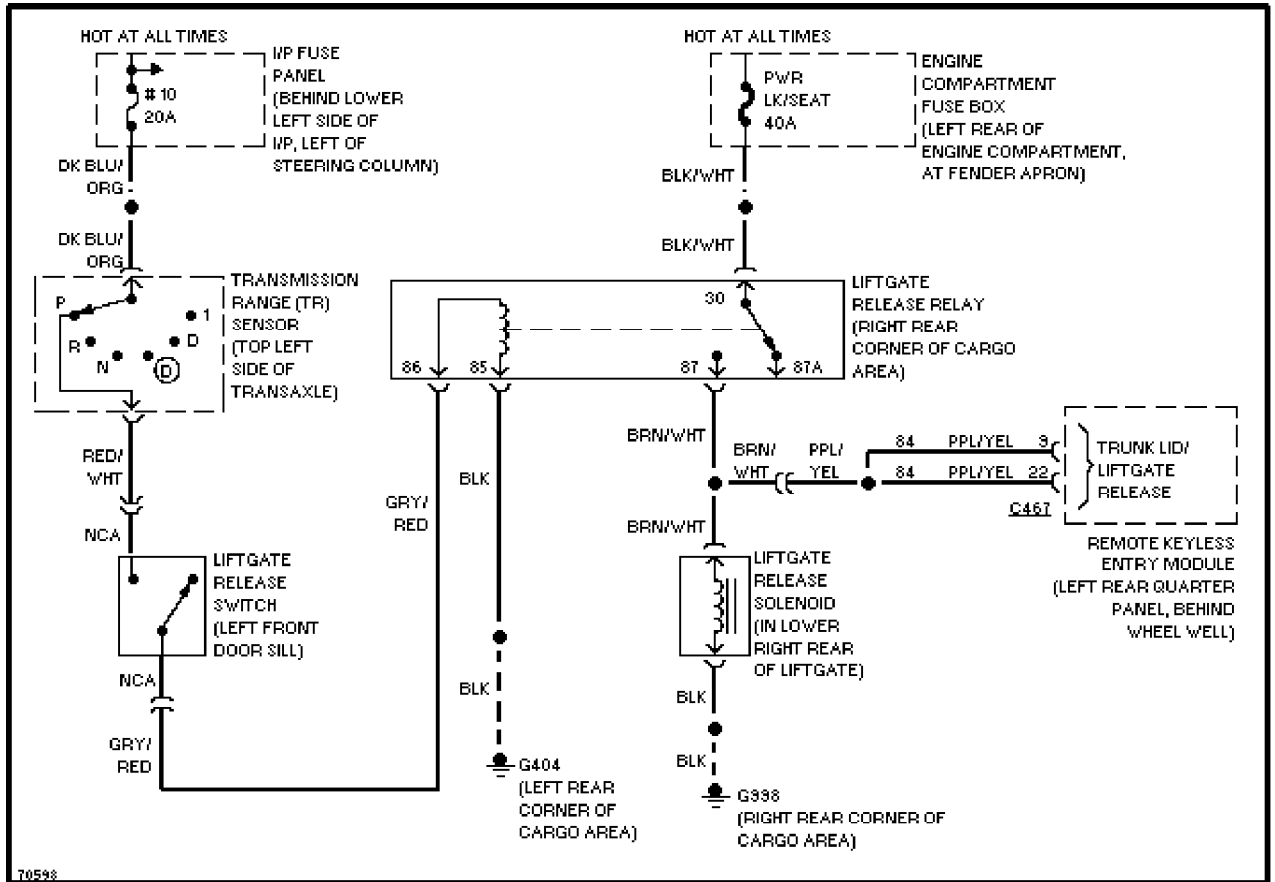 HOT AT ALL TIMES
I/P FUSE
PANEL
(BEHIND LOWER
LEFT SIDE OF
I/P, LEFT OF
STEERING COLUMN)
# 10
20A
DK BLU/
ORG
DK BLU/
ORG
HOT AT ALL TIMES
PWR
LK/SEAT
40A
ENGINE
COMPARTMENT
FUSE BOX
(LEFT REAR OF
ENGINE COMPARTMENT,
AT FENDER APRON)
BLK/WHT
BLK/WHT
TRANSMISSION
RANGE (TR)
SENSOR
(TOP LEFT
SIDE OF
TRANSAXLE)
P
R
N
D
D
1
LIFTGATE
RELEASE RELAY
(RIGHT REAR
CORNER OF CARGO
AREA)
30
86
85
87
87A
RED/
WHT
NCA
LIFTGATE
RELEASE
SWITCH
(LEFT FRONT
DOOR SILL)
NCA
GRY/
RED
GRY/
RED
BLK
BLK
G404
(LEFT REAR
CORNER OF
CARGO AREA)
BRN/WHT
BRN/
WHT
PPL/
YEL
84 PPL/YEL 9
84 PPL/YEL 22
C467
TRUNK LID/
LIFTGATE
RELEASE
REMOTE KEYLESS
ENTRY MODULE
(LEFT REAR QUARTER
PANEL, BEHIND
WHEEL WELL)
BRN/WHT
LIFTGATE
RELEASE
SOLENOID
(IN LOWER
RIGHT REAR
OF LIFTGATE)
BLK
BLK
G998
(RIGHT REAR CORNER OF
CARGO AREA)
70598